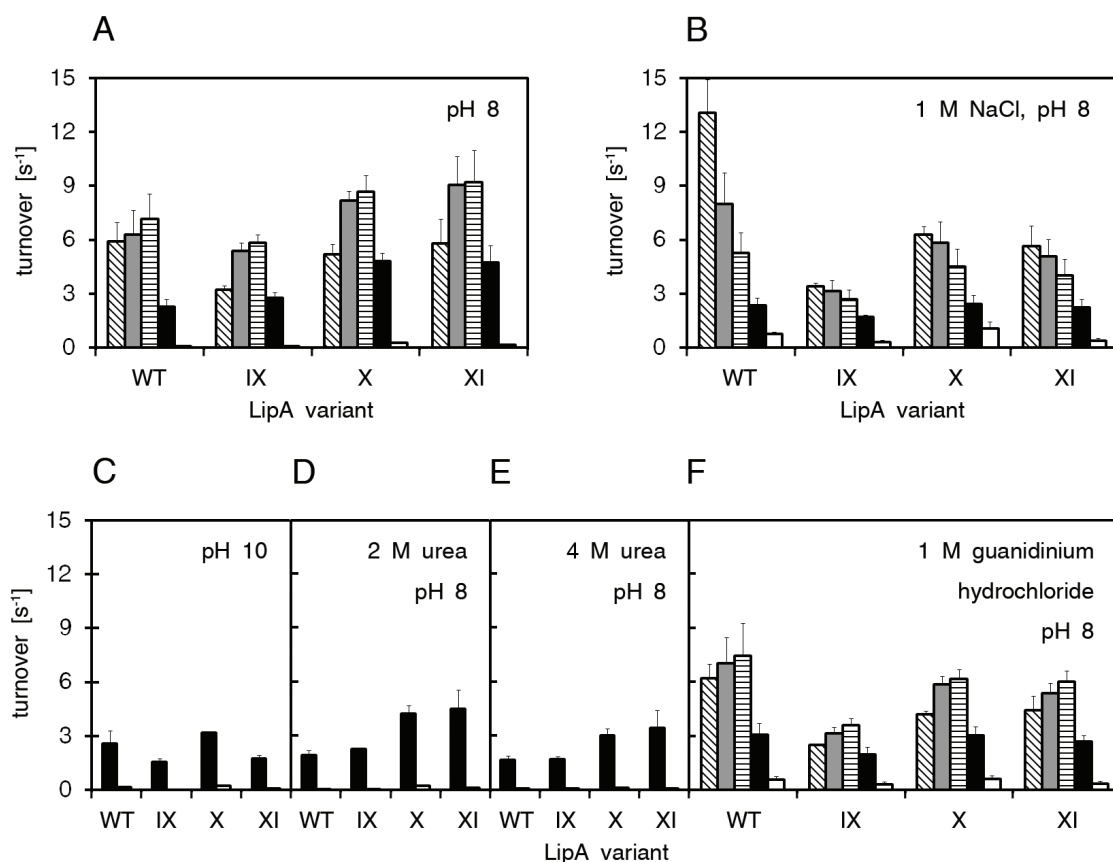 A
B
15
12
9
6
3
0
turnover [s-1]
pH 8
WT IX X XI
LipA variant
15
12
9
6
3
0
turnover [s-1]
1 M NaCl, pH 8
WT IX X XI
LipA variant
C
D
E
F
15
12
9
6
3
0
turnover [s-1]
pH 10
2 M urea
pH 8
4 M urea
pH 8
1 M guanidinium
hydrochloride
pH 8
WT IX X XI
WT IX X XI
WT IX X XI
WT IX X XI
LipA variant